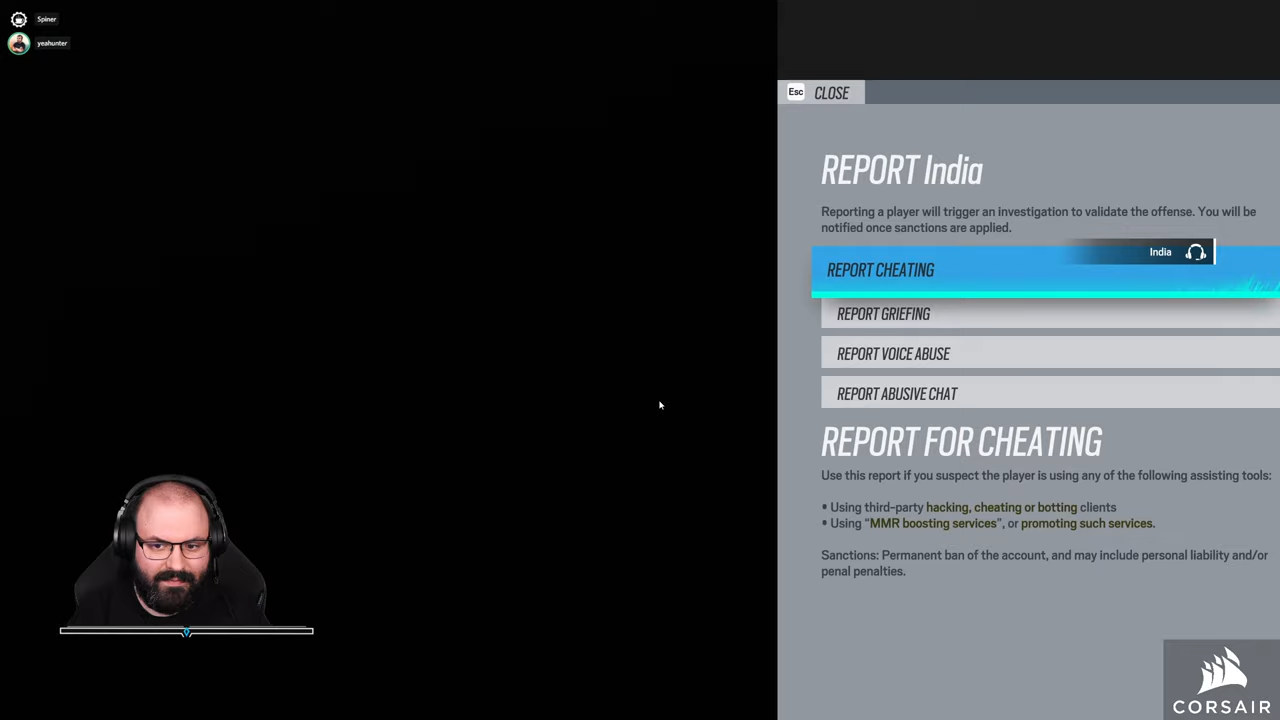 Spiner
yeahunter
Esc CLOSE
REPORT India
Reporting a player will trigger an investigation to validate the offense. You will be
notified once sanctions are applied.
India
REPORT CHEATING
REPORT GRIEFING
REPORT VOICE ABUSE
REPORT ABUSIVE CHAT
REPORT FOR CHEATING
Use this report if you suspect the player is using any of the following assisting tools:
• Using third-party hacking, cheating or botting clients
• Using “MMR boosting services”, or promoting such services.
Sanctions: Permanent ban of the account, and may include personal liability and/or
penal penalties.
CORSAIR